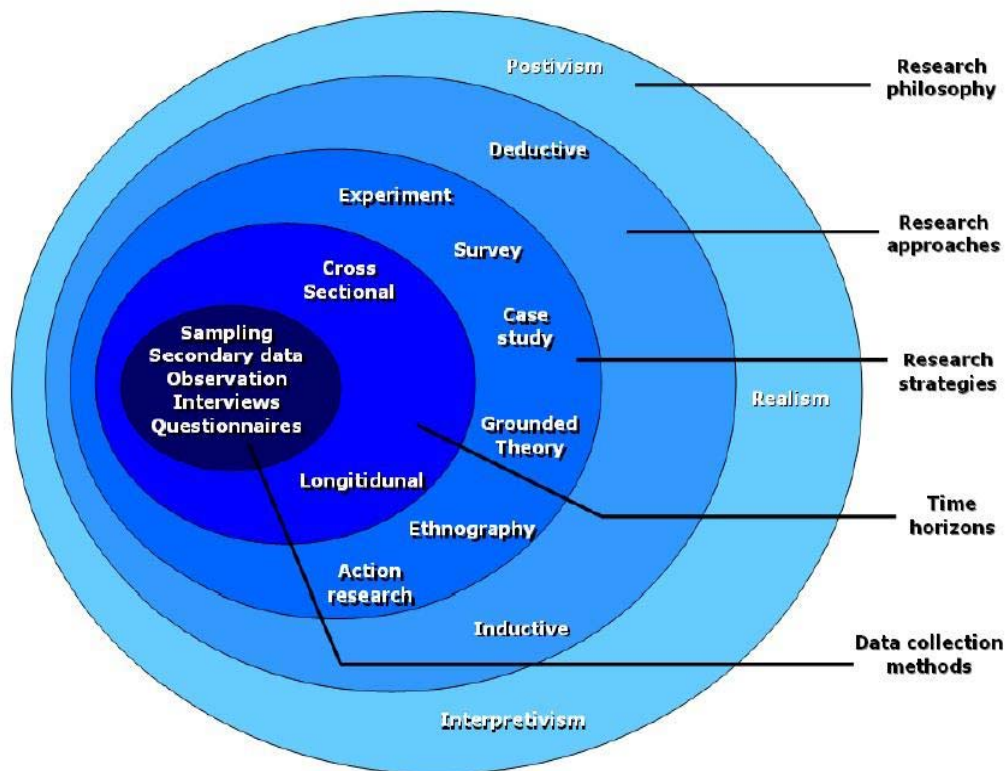 Postivism
Research
philosophy
Deductive
Experiment
Research
approaches
Survey
Cross
Sectional
Case
study
Sampling
Secondary data
Observation
Interviews
Questionnaires
Research
strategies
Realism
Grounded
Theory
Longitidunal
Time
horizons
Ethnography
Action
research
Inductive
Data collection
methods
Interpretivism